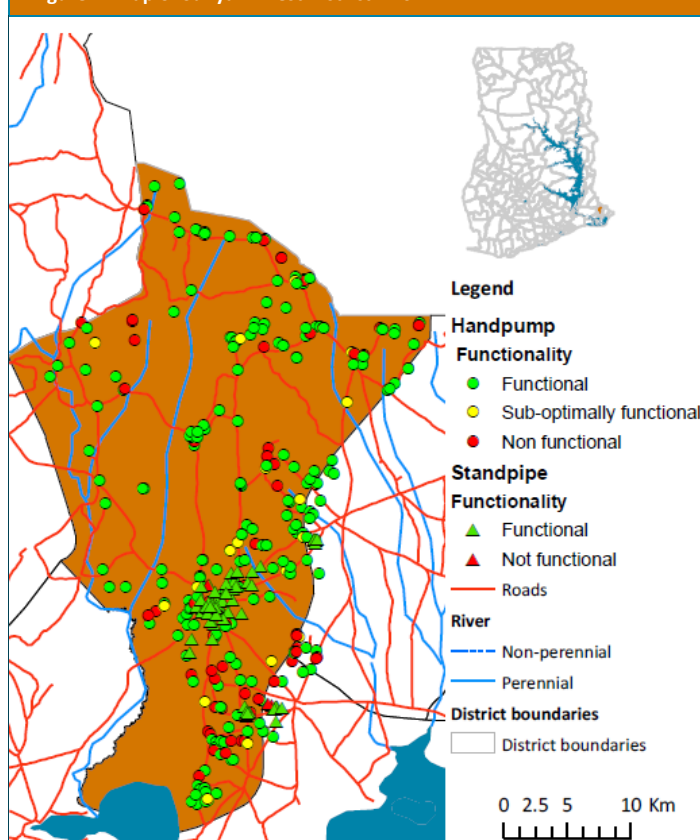 Legend
Handpump
Functionality
Functional
Sub-optimally functional
Non functional
Standpipe
Functionality
Functional
Not functional
Roads
River
Non-perennial
Perennial
District boundaries
District boundaries
0 2.5 5 10 Km